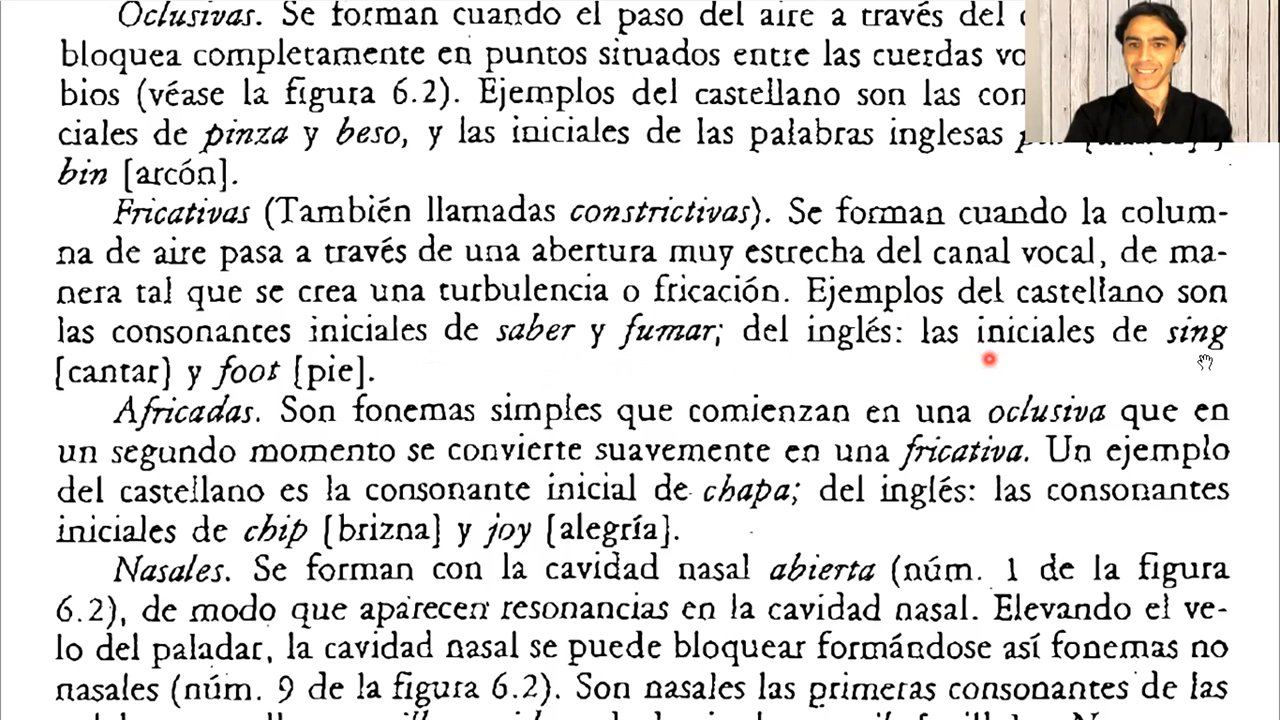 Oclusivas. Se forman cuando el paso del aire a través del
bloquea completamente en puntos situados entre las cuerdas vo
bios (véase la figura 6.2). Ejemplos del castellano son las con
ciales de pinza y beso, y las iniciales de las palabras inglesas
bin [arcón].
Fricativas (También llamadas constrictivas). Se forman cuando la colum-
na de aire pasa a través de una abertura muy estrecha del canal vocal, de ma-
nera tal que se crea una turbulencia o fricación. Ejemplos del castellano son
las consonantes iniciales de saber y fumar; del inglés: las iniciales de sing
[cantar] y foot [pie].
Africadas. Son fonemas simples que comienzan en una oclusiva que en
un segundo momento se convierte suavemente en una fricativa. Un ejemplo
del castellano es la consonante inicial de chapa; del inglés: las consonantes
iniciales de chip [brizna] y joy [alegría].
Nasales. Se forman con la cavidad nasal abierta (núm. 1 de la figura
6.2), de modo que aparecen resonancias en la cavidad nasal. Elevando el ve-
lo del paladar, la cavidad nasal se puede bloquear formándose así fonemas no
nasales (núm. 9 de la figura 6.2). Son nasales las primeras consonantes de las